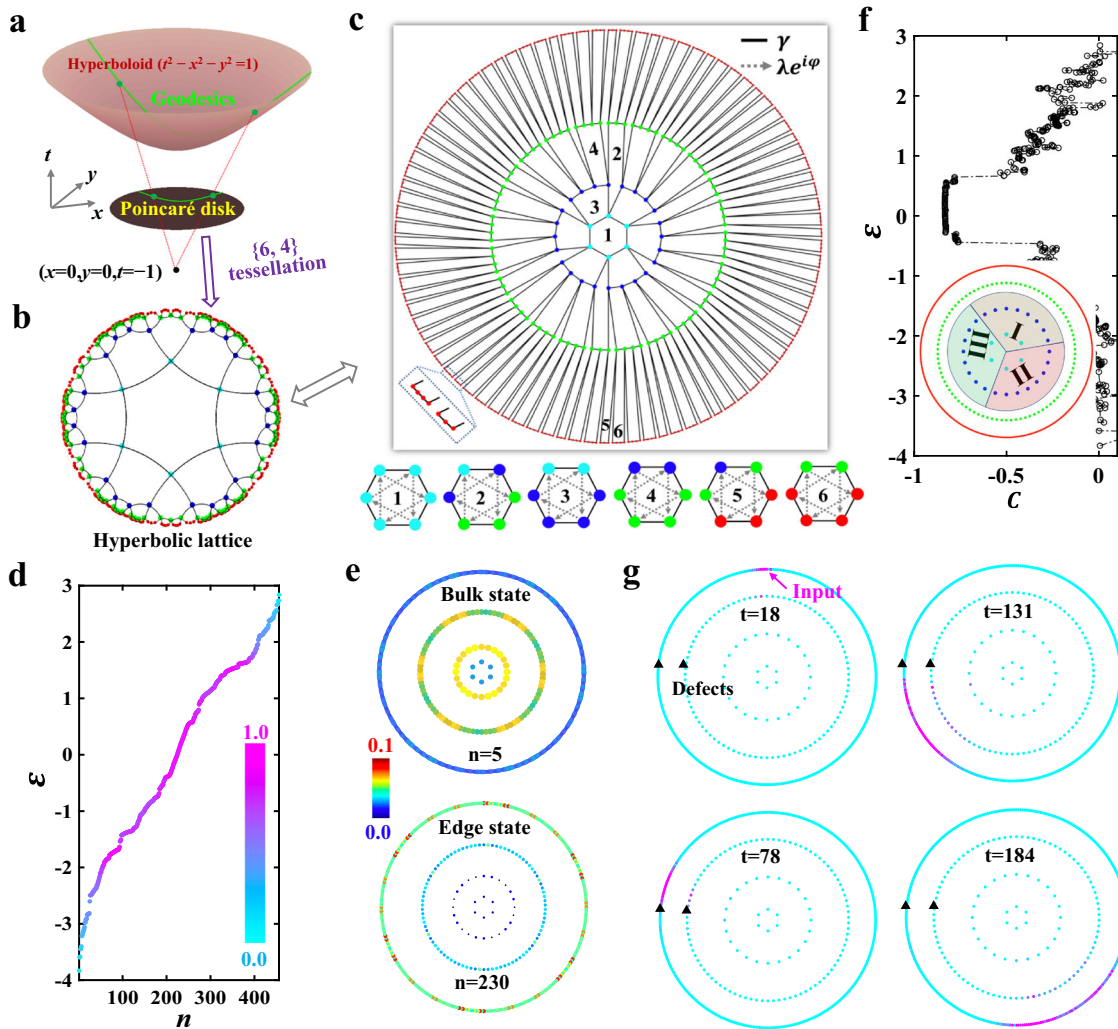 a
Hyperboloid (t² − x² − y² =1)
Geodesics
t
y
x
Poincaré disk
(x=0,y=0,t=−1)
{6, 4}
tessellation
b
Hyperbolic lattice
c
γ
λe^{iφ}
4 2
3
1
5 6
1 2 3 4 5 6
d
3
2
1
0
-1
-2
-3
-4
ε
1.0
0.0
100 200 300 400
n
e
Bulk state
n=5
0.1
0.0
Edge state
n=230
f
3
2
1
0
-1
-2
-3
-4
ε
I
II
III
-1 -0.5 0
C
g
Input
t=18
Defects
t=131
t=78
t=184